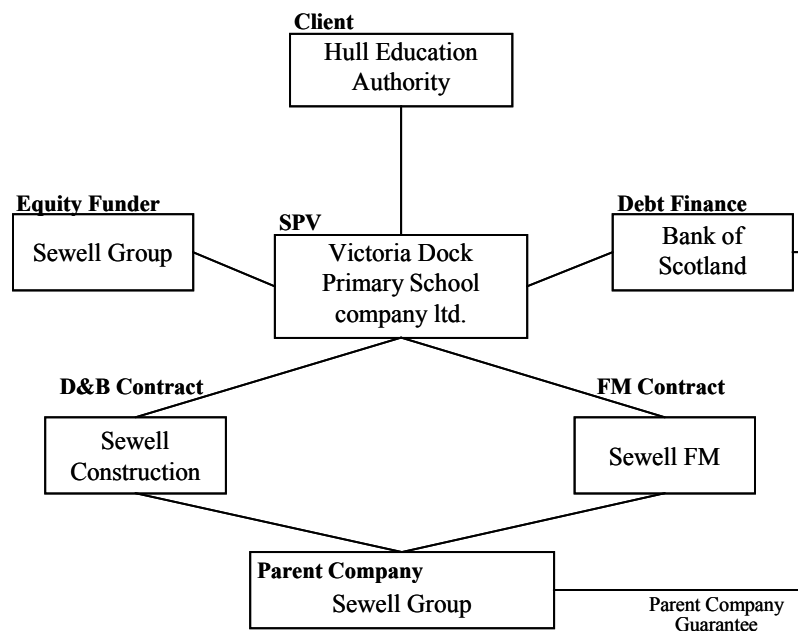 Client
Hull Education
Authority
Equity Funder
Sewell Group
SPV
Victoria Dock
Primary School
company ltd.
Debt Finance
Bank of
Scotland
D&B Contract
Sewell
Construction
FM Contract
Sewell FM
Parent Company
Sewell Group
Parent Company
Guarantee